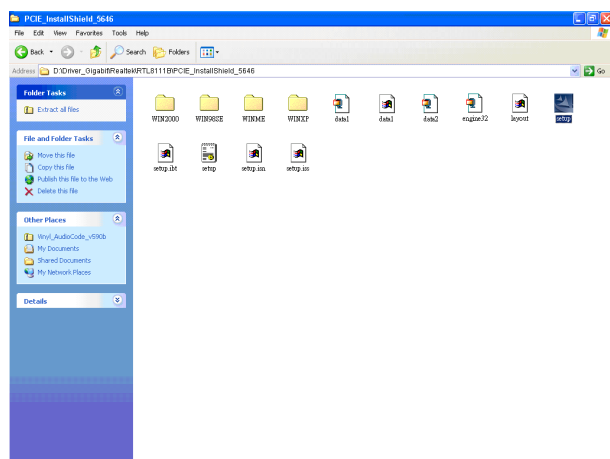 PCIE_InstallShield_5646
File Edit View Favorites Tools Help
Back Search Folders
Address D:\Driver_Gigabit\Realtek\RTL8111B\PCIE_InstallShield_5646 Go
Folder Tasks
Extract all files
File and Folder Tasks
Move this file
Copy this file
Publish this file to the Web
Delete this file
Other Places
Vinyl_AudioCode_v590b
My Documents
Shared Documents
My Network Places
Details
WIN2000 WIN98SE WINME WINXP data1 data1 data2 engine32 layout setup
setup.ibt setup setup.isn setup.iss